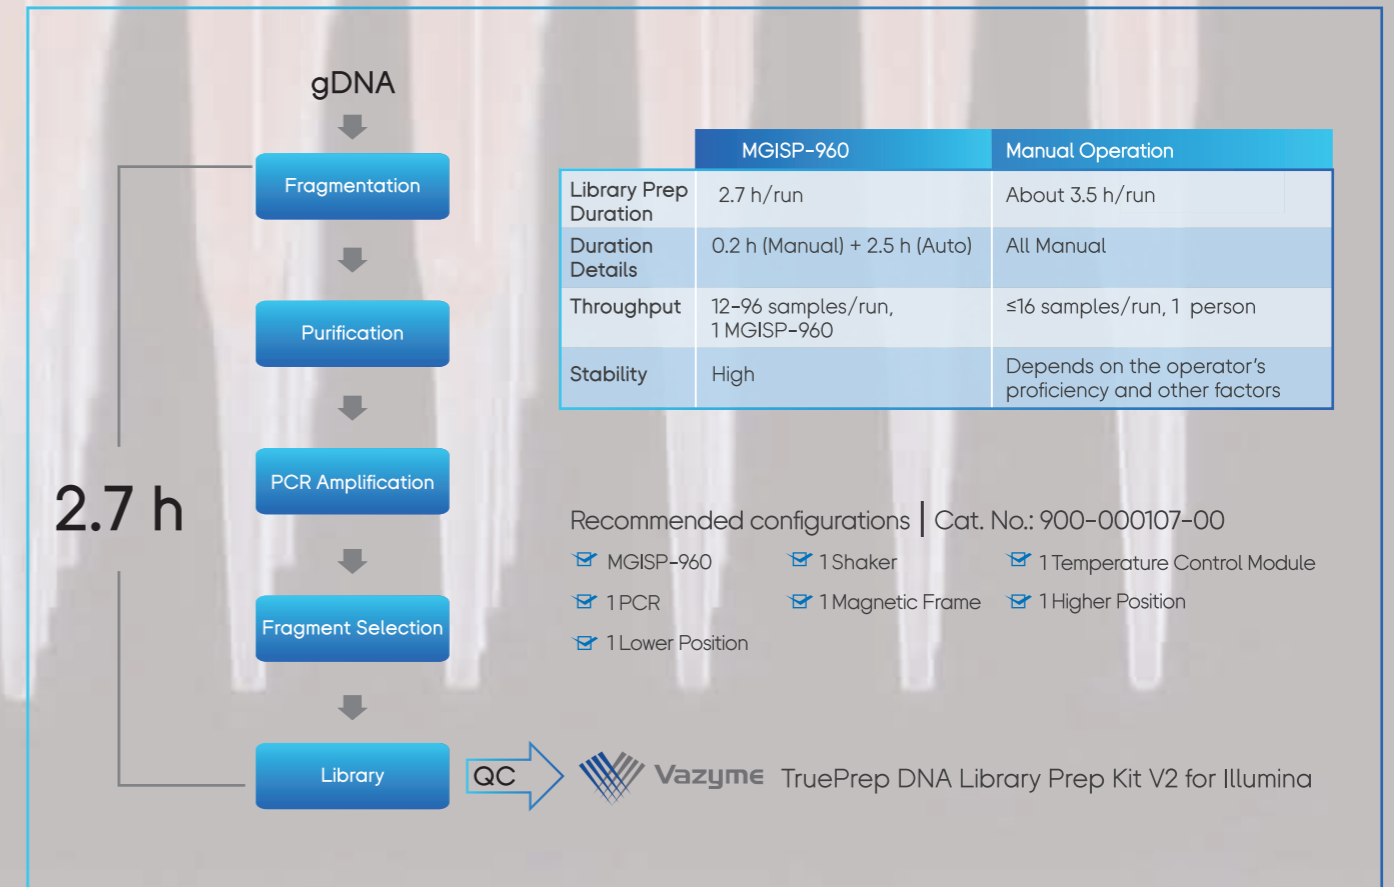 gDNA
Fragmentation
Purification
PCR Amplification
Fragment Selection
Library
2.7 h
QC
MGISP-960 Manual Operation
Library Prep
Duration
2.7 h/run
About 3.5 h/run
Duration
Details
0.2 h (Manual) + 2.5 h (Auto)
All Manual
Throughput
12-96 samples/run,
1 MGISP-960
≤16 samples/run, 1 person
Stability
High
Depends on the operator's
proficiency and other factors
Recommended configurations | Cat. No.: 900-000107-00
MGISP-960
1 Shaker
1 Temperature Control Module
1 PCR
1 Magnetic Frame
1 Higher Position
1 Lower Position
Vazyme TruePrep DNA Library Prep Kit V2 for Illumina